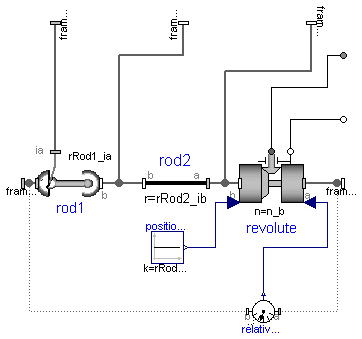 fram...
fram...
fram...
ia
rRod1_ia
rod2
b
a
b
a
fram...
b
rod1
r=rRod2_ib
n=n_b
revolute
fram...
positio...
k=rRod...
b
a
relativ...